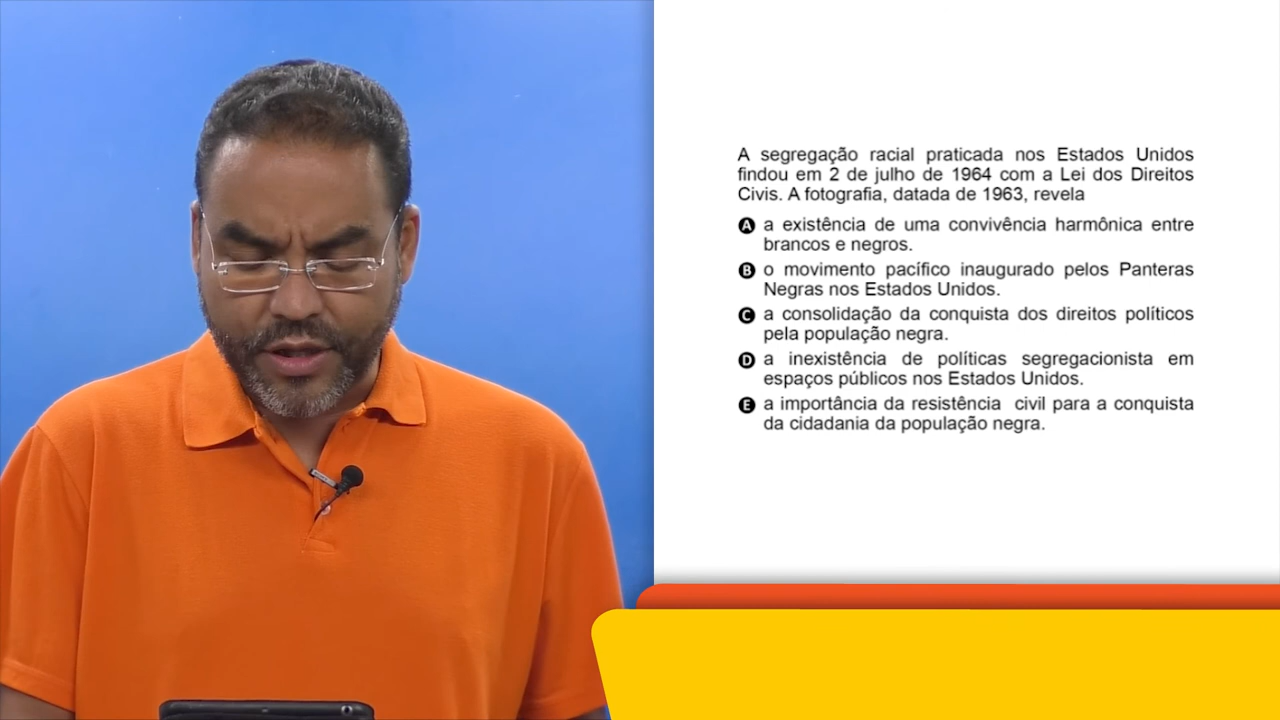 A segregação racial praticada nos Estados Unidos
findou em 2 de julho de 1964 com a Lei dos Direitos
Civis. A fotografia, datada de 1963, revela
A a existência de uma convivência harmônica entre
brancos e negros.
B o movimento pacífico inaugurado pelos Panteras
Negras nos Estados Unidos.
C a consolidação da conquista dos direitos políticos
pela população negra.
D a inexistência de políticas segregacionista em
espaços públicos nos Estados Unidos.
E a importância da resistência civil para a conquista
da cidadania da população negra.